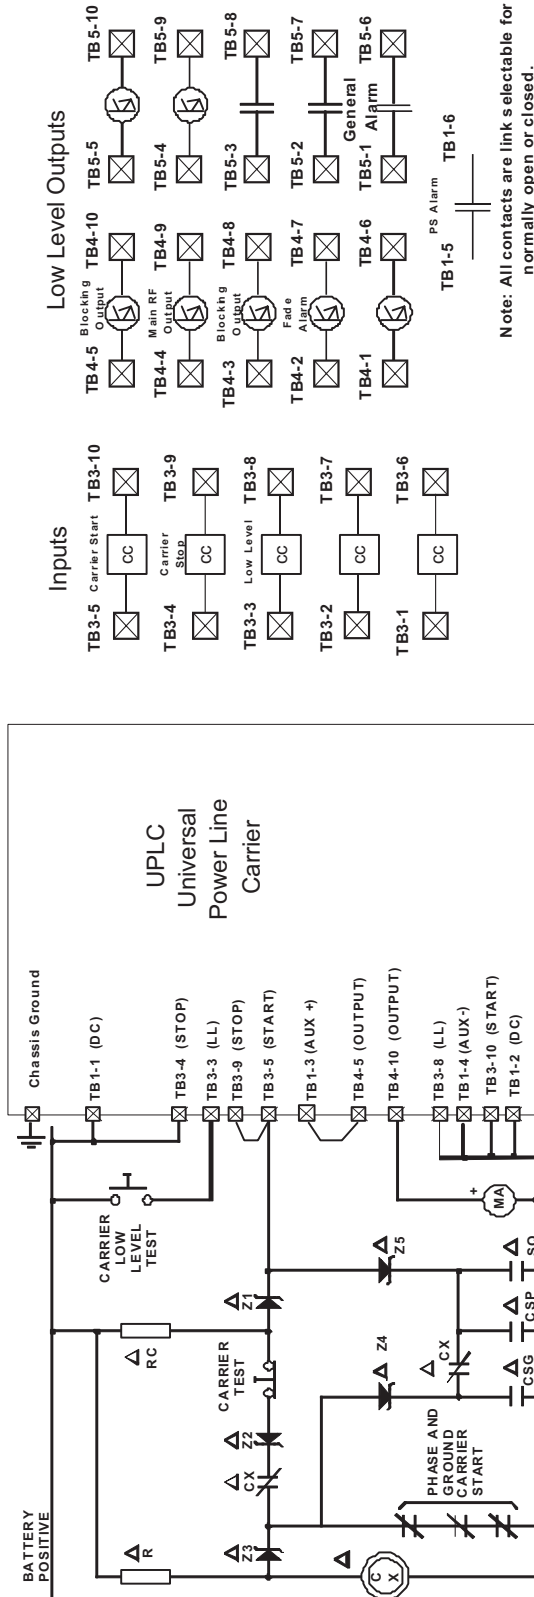 Low Level Outputs
TB5-10
TB5-9
TB5-8
TB5-7
TB5-6
General
Alarm
TB5-5
TB5-4
TB5-3
TB5-2
TB5-1
TB4-10
TB4-9
TB4-8
TB4-7
TB4-6
Blocking
Output
Main RF
Output
Blocking
Output
Fade
Alarm
TB4-5
TB4-4
TB4-3
TB4-2
TB4-1
TB1-6
PS Alarm
TB1-5
Note: All contacts are link selectable for
normally open or closed.
Inputs
TB3-10
TB3-9
TB3-8
TB3-7
TB3-6
Carrier Start
Carrier
Stop
Low Level
CC
CC
CC
CC
CC
TB3-5
TB3-4
TB3-3
TB3-2
TB3-1
UPLC
Universal
Power Line
Carrier
Chassis Ground
TB1-1 (DC)
TB3-4 (STOP)
TB3-3 (LL)
TB3-9 (STOP)
TB3-5 (START)
TB1-3 (AUX +)
TB4-5 (OUTPUT)
TB4-10 (OUTPUT)
TB3-8 (LL)
TB1-4 (AUX-)
TB3-10 (START)
TB1-2 (DC)
CARRIER
LOW
LEVEL
TEST
+
MA
Z5
SQ
Z1
RC
CARRIER
TEST
Z4
CX
CSP
CSG
Z2
CX
PHASE AND
GROUND
CARRIER
START
BATTERY
POSITIVE
R
Z3
C
X